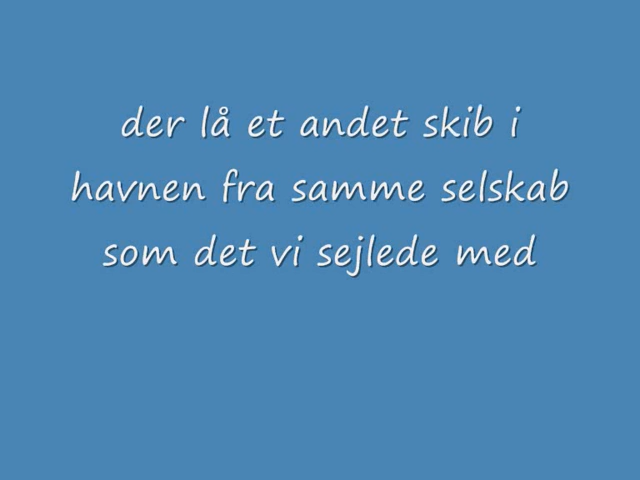 der lå et andet skib i
havnen fra samme selskab
som det vi sejlede med